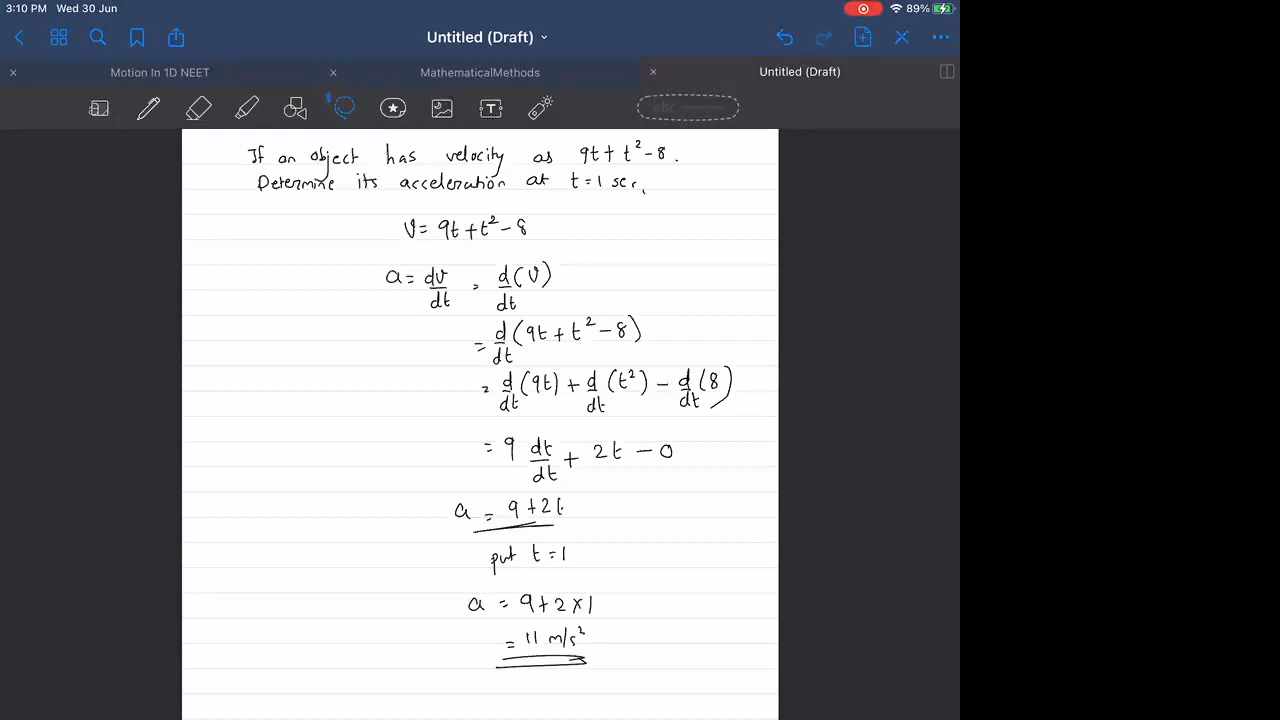 3:10 PM Wed 30 Jun 89%
Untitled (Draft)
Motion In 1D NEET MathematicalMethods Untitled (Draft)
abc
If an object has velocity as 9t + t² - 8.
Determine its acceleration at t = 1 sec.
V = 9t + t² - 8
a = dv/dt = d/dt (V)
= d/dt (9t + t² - 8)
= d/dt (9t) + d/dt (t²) - d/dt (8)
= 9 dt/dt + 2t - 0
a = 9 + 2t
put t = 1
a = 9 + 2 × 1
= 11 m/s²